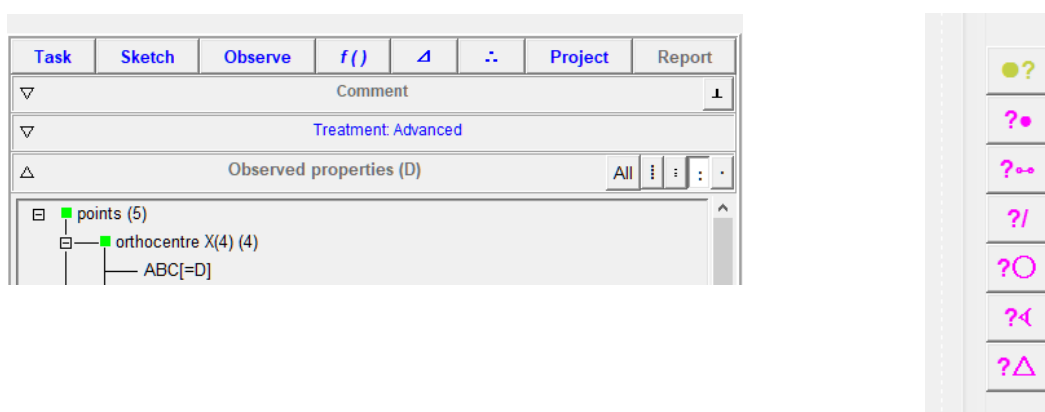 Task Sketch Observe f () ⊿ ∴ Project Report
▽ Comment
▽ Treatment: Advanced
△ Observed properties (D) All ⁞ ⁝ : ·
points (5)
orthocentre X(4) (4)
ABC[=D]
●?
?●
?o-o
?/
?○
?∢
?△